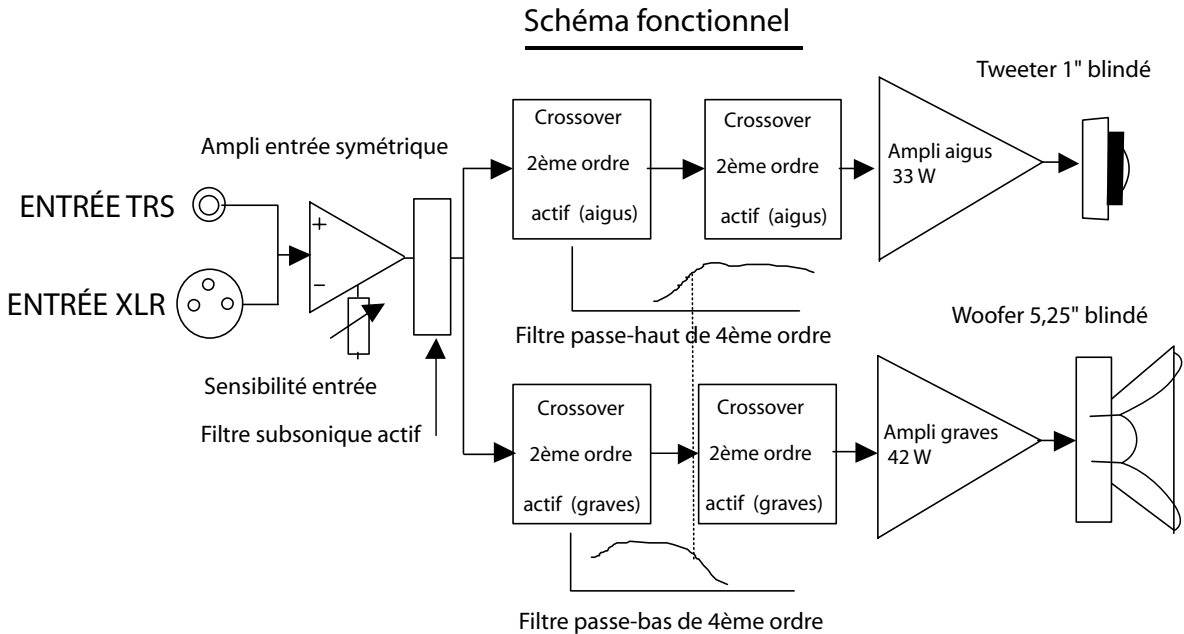 Schéma fonctionnel
Tweeter 1" blindé
Ampli entrée symétrique
ENTRÉE TRS
ENTRÉE XLR
+
−
Sensibilité entrée
Filtre subsonique actif
Crossover
2ème ordre
actif (aigus)
Crossover
2ème ordre
actif (aigus)
Ampli aigus
33 W
Filtre passe-haut de 4ème ordre
Woofer 5,25" blindé
Crossover
2ème ordre
actif (graves)
Crossover
2ème ordre
actif (graves)
Ampli graves
42 W
Filtre passe-bas de 4ème ordre